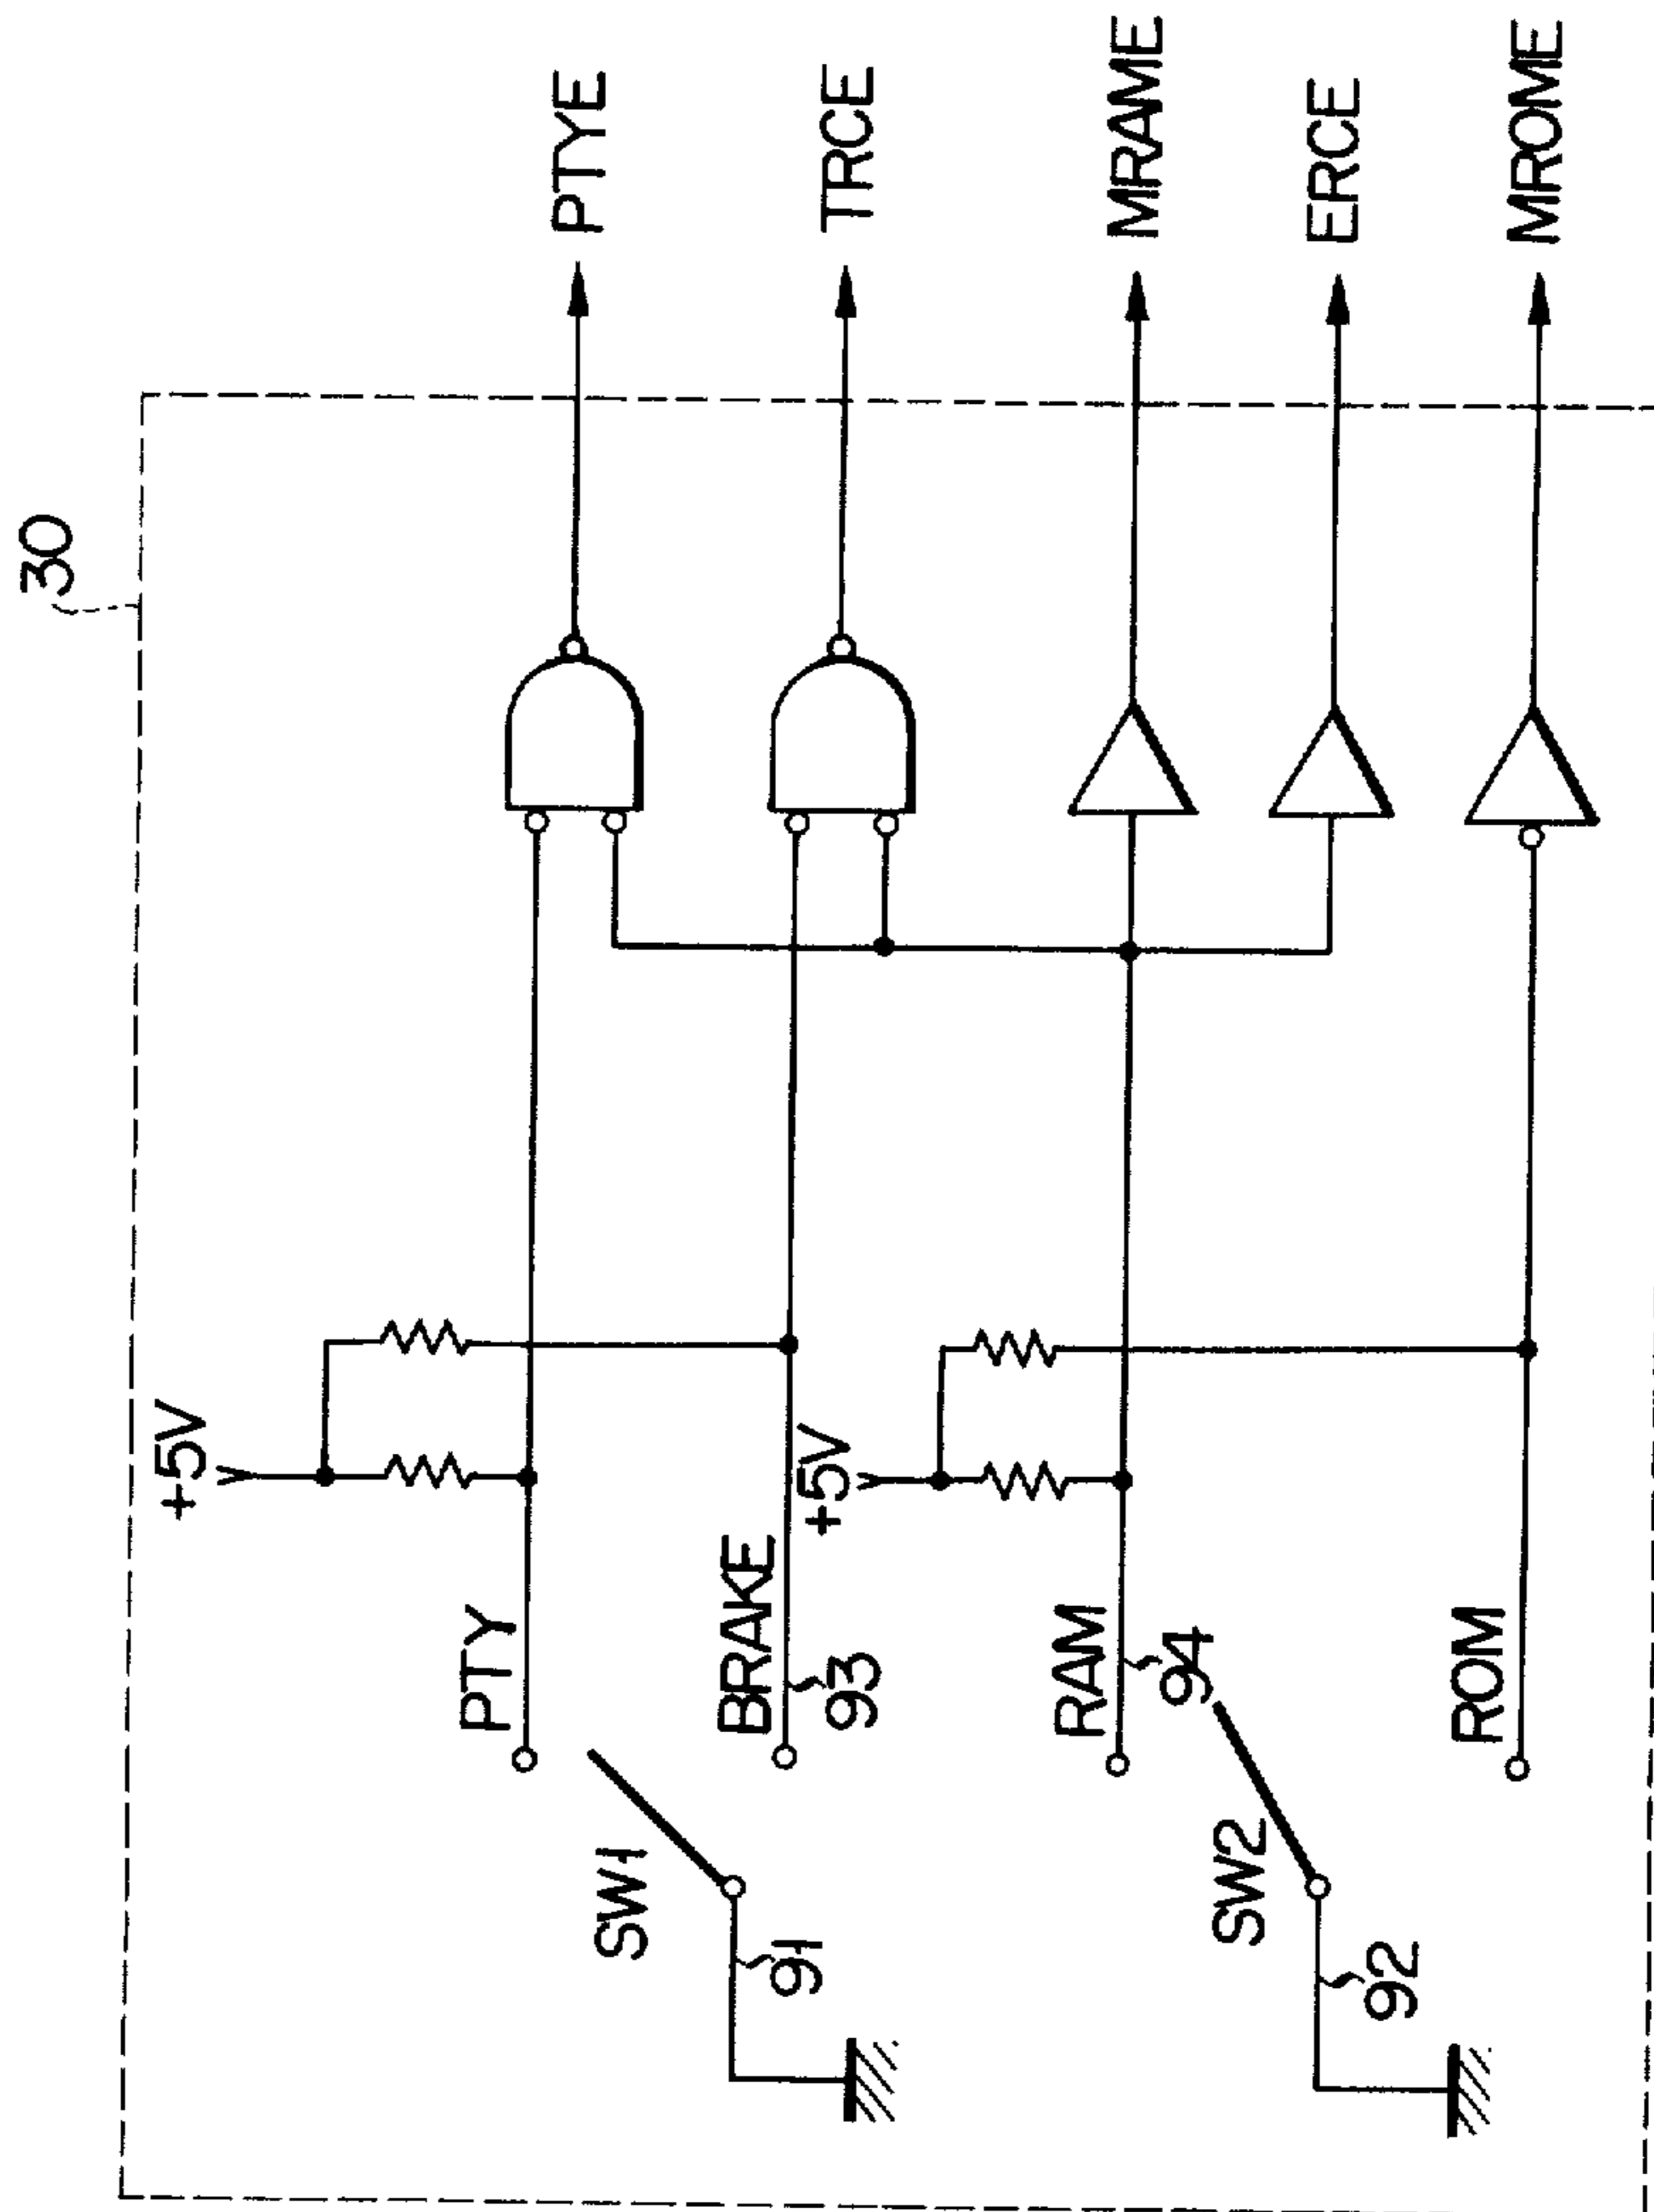 30
+5V
PTY
PTYE
SW1
BRAKE
TRCE
91
93
+5V
RAM
MRAME
94
SW2
ERCE
92
ROM
MROME